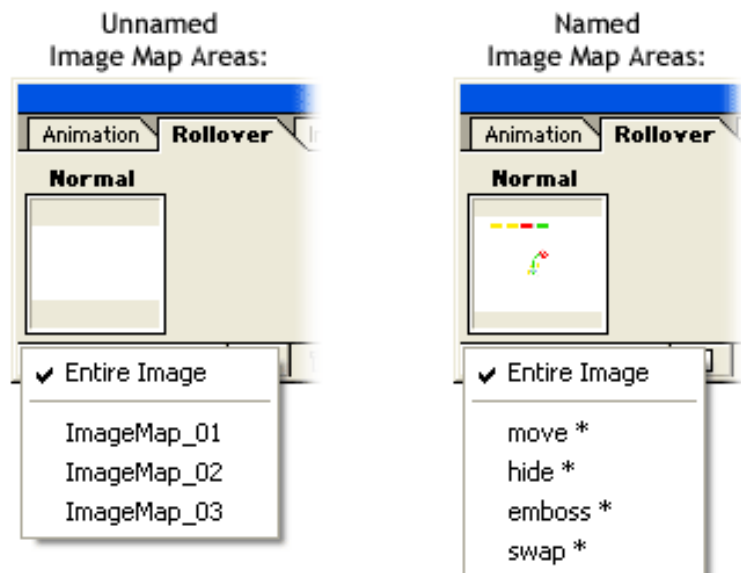 Unnamed
Image Map Areas:
Animation Rollover
Normal
✔ Entire Image
ImageMap_01
ImageMap_02
ImageMap_03
Named
Image Map Areas:
Animation Rollover
Normal
✔ Entire Image
move *
hide *
emboss *
swap *